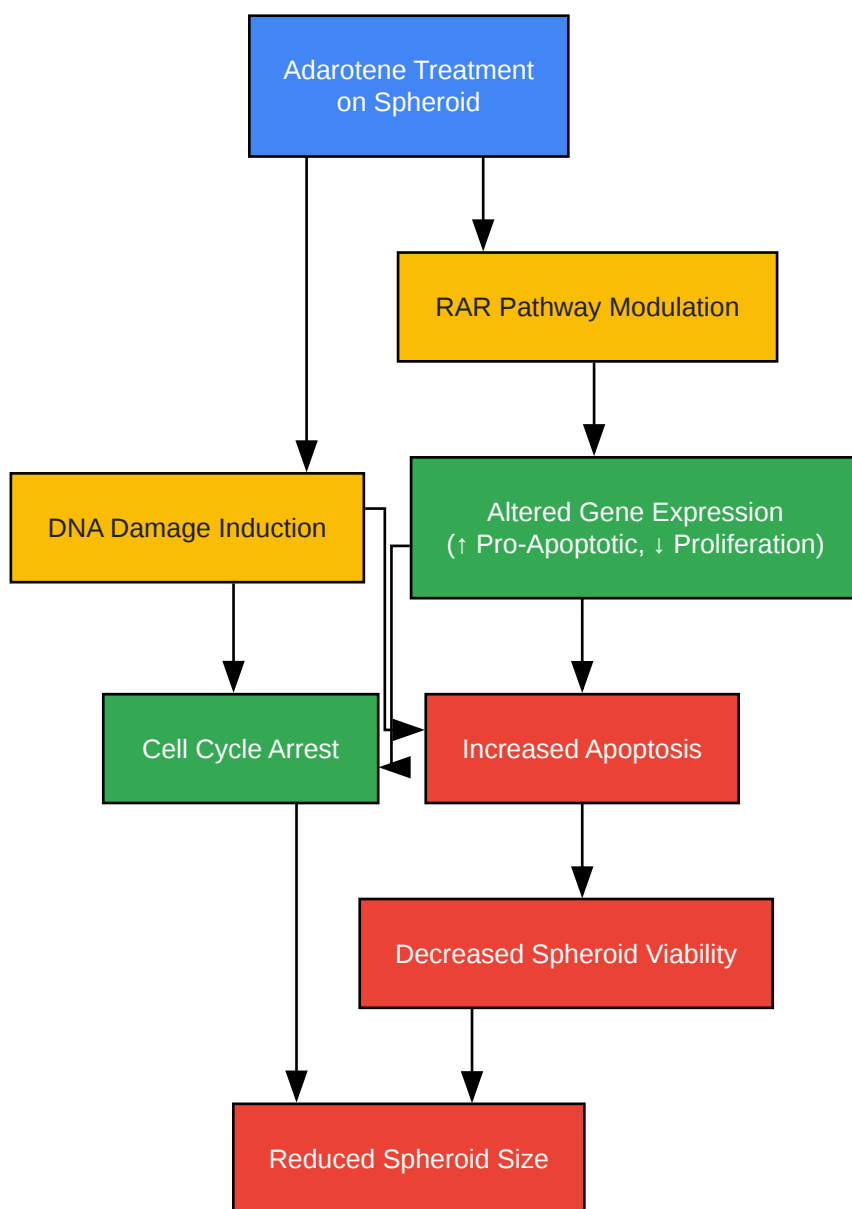 Adarotene Treatment
on Spheroid
RAR Pathway Modulation
DNA Damage Induction
Altered Gene Expression
(↑ Pro-Apoptotic, ↓ Proliferation)
Cell Cycle Arrest
Increased Apoptosis
Decreased Spheroid Viability
Reduced Spheroid Size